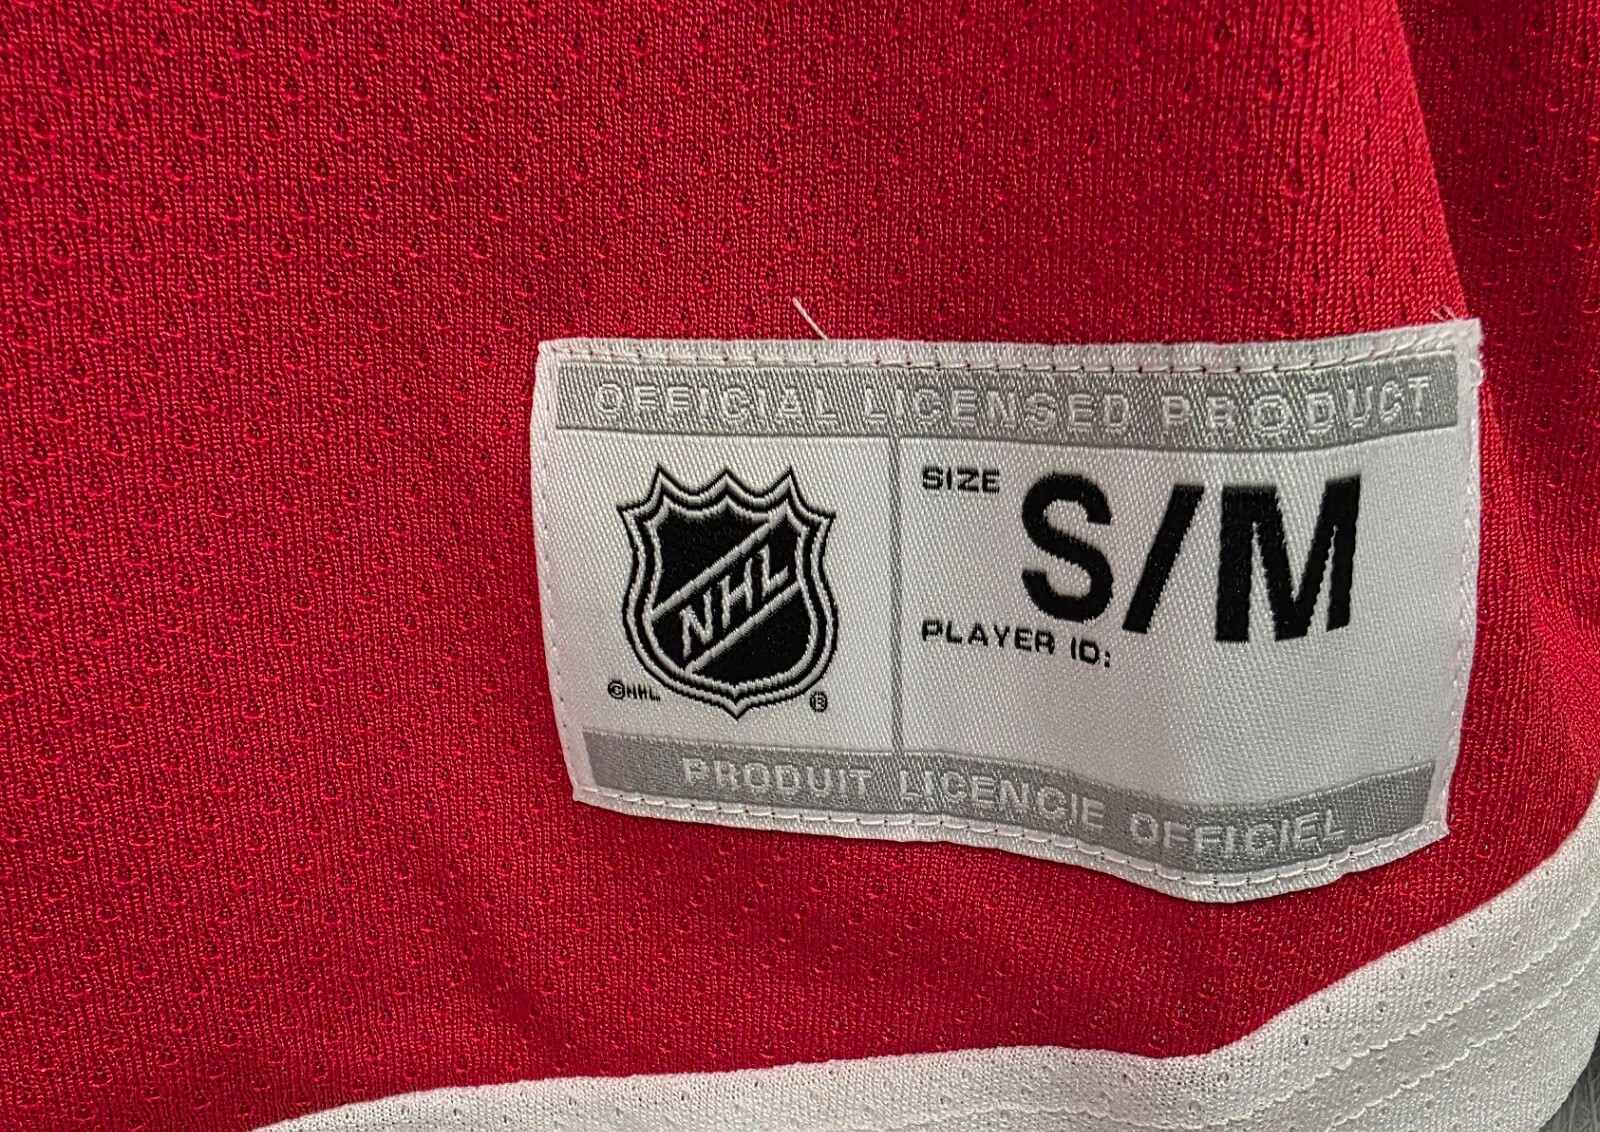 OFFICIAL LICENSED PRODUCT
NHL
©NHL
®
SIZE S/M
PLAYER ID:
PRODUIT LICENCIE OFFICIEL